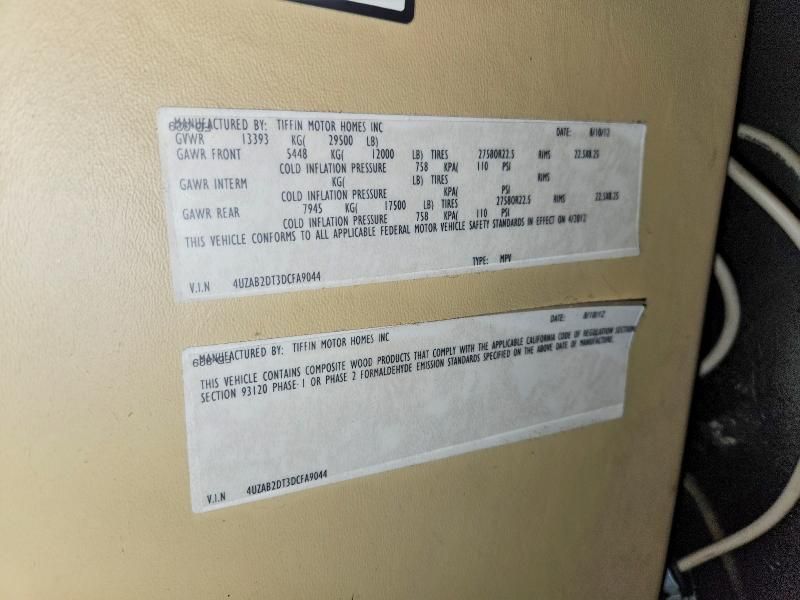 MANUFACTURED BY: TIFFIN MOTOR HOMES INC DATE: 8/10/12
GVWR 13393 KG( 29500 LB)
GAWR FRONT 5448 KG( 12000 LB) TIRES 27580R22.5 RIMS 22.5X8.25
COLD INFLATION PRESSURE 758 KPA( 110 PSI
GAWR INTERM KG( LB) TIRES RIMS
COLD INFLATION PRESSURE KPA( PSI
GAWR REAR 7945 KG( 17500 LB) TIRES 27580R22.5 RIMS 22.5X8.25
COLD INFLATION PRESSURE 758 KPA( 110 PSI
THIS VEHICLE CONFORMS TO ALL APPLICABLE FEDERAL MOTOR VEHICLE SAFETY STANDARDS IN EFFECT ON 4/2012
TYPE: MPV
V.I.N 4UZAB2DT3DCFA9044
DATE: 8/10/12
MANUFACTURED BY: TIFFIN MOTOR HOMES INC
THIS VEHICLE CONTAINS COMPOSITE WOOD PRODUCTS THAT COMPLY WITH THE APPLICABLE CALIFORNIA CODE OF REGULATION SECTION
SECTION 93120 PHASE-1 OR PHASE 2 FORMALDEHYDE EMISSION STANDARDS SPECIFIED ON THE ABOVE DATE OF MANUFACTURE.
V.I.N 4UZAB2DT3DCFA9044